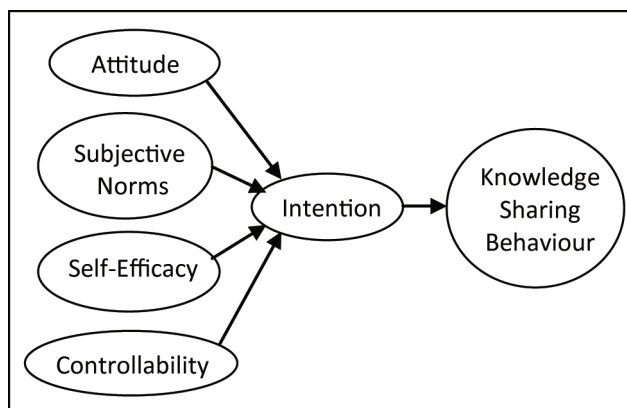 Attitude
Subjective
Norms
Self-Efficacy
Controllability
Intention
Knowledge
Sharing
Behaviour